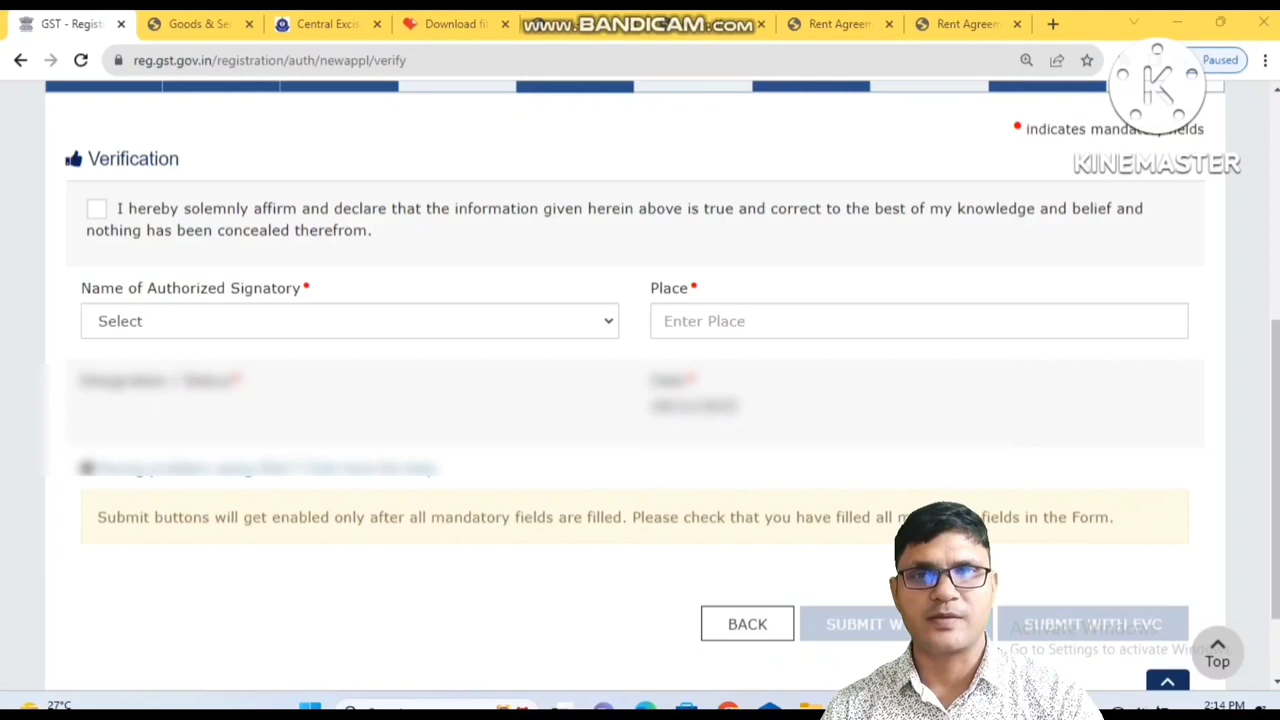 GST - Regist
Goods & Se
Central Excis
Download fi
www.BANDICAM.com
Rent Agreem
Rent Agreem
reg.gst.gov.in/registration/auth/newappl/verify
Paused
K
• indicates mandatory fields
KINEMASTER
Verification
I hereby solemnly affirm and declare that the information given herein above is true and correct to the best of my knowledge and belief and
nothing has been concealed therefrom.
Name of Authorized Signatory•
Place•
Select
Enter Place
Designation / Status•
Date•
Submit buttons will get enabled only after all mandatory fields are filled. Please check that you have filled all fields in the Form.
BACK
SUBMIT W
SUBMIT WITH EVC
Activate Windows
Go to Settings to activate Windows.
Top
27°C
2:14 PM